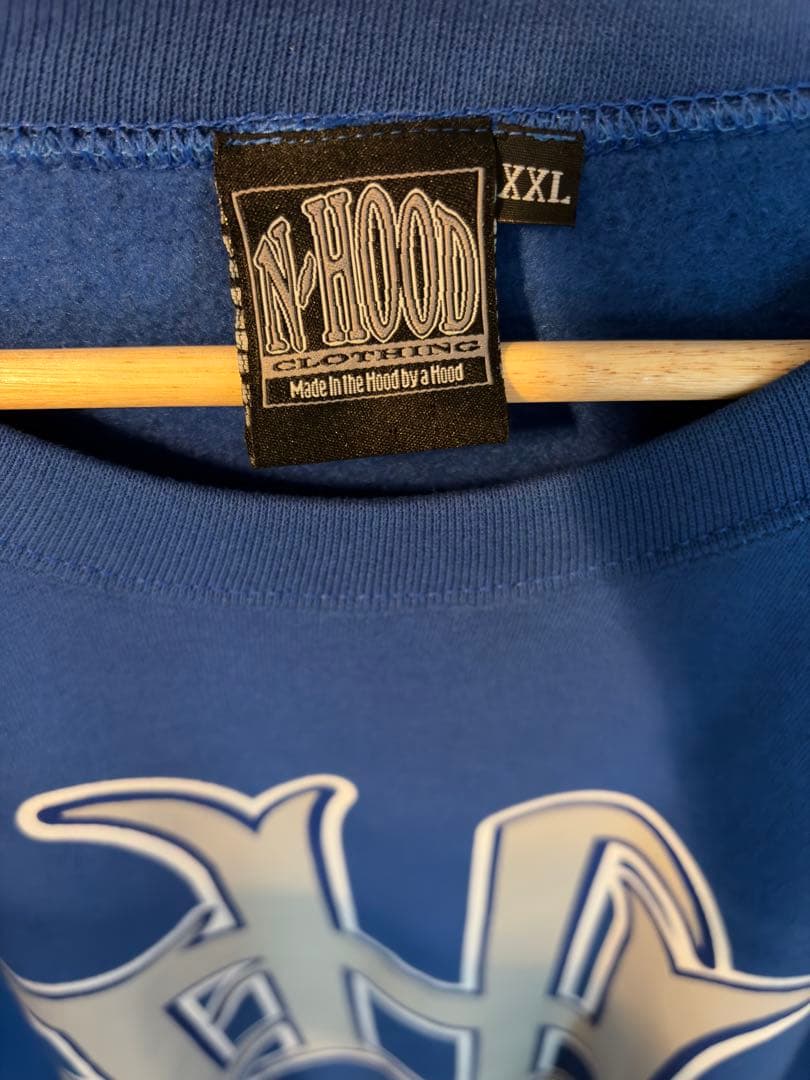 N-HOOD
XXL
CLOTHING
Made In the Hood by a Hood